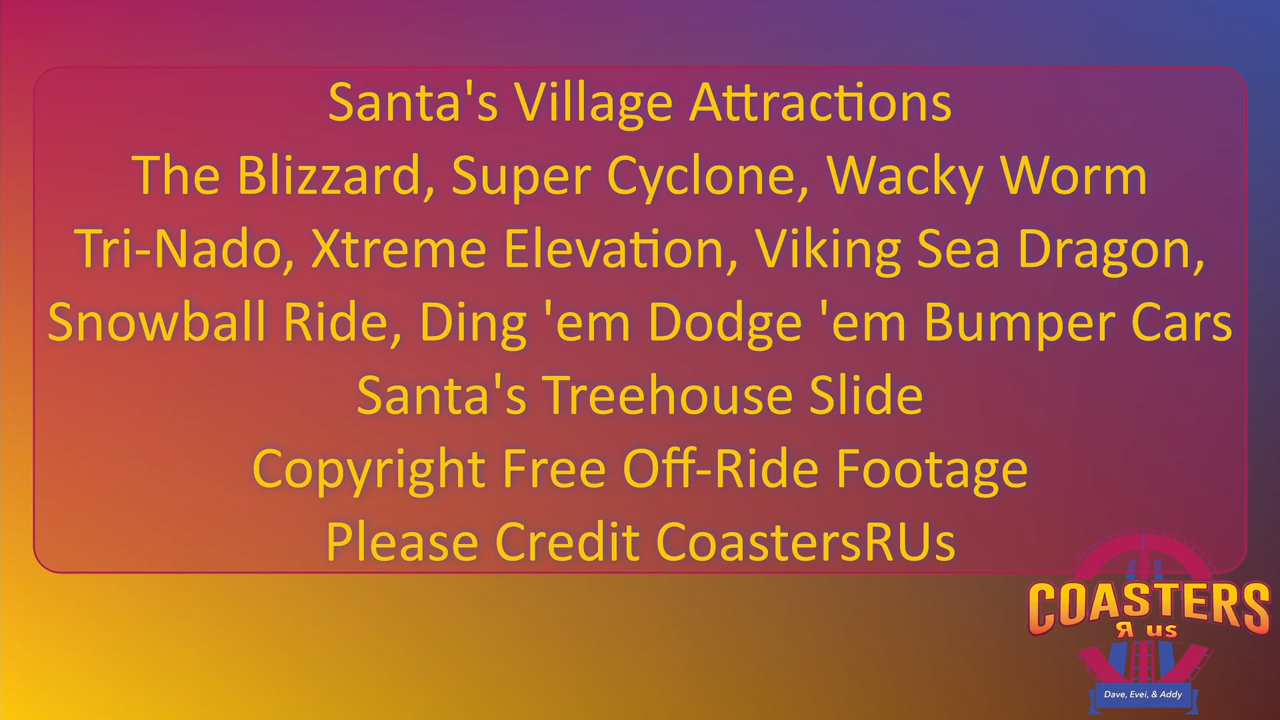 Santa's Village Attractions
The Blizzard, Super Cyclone, Wacky Worm
Tri-Nado, Xtreme Elevation, Viking Sea Dragon,
Snowball Ride, Ding 'em Dodge 'em Bumper Cars
Santa's Treehouse Slide
Copyright Free Off-Ride Footage
Please Credit CoastersRUs
COASTERS
Я us
Dave, Evei, & Addy